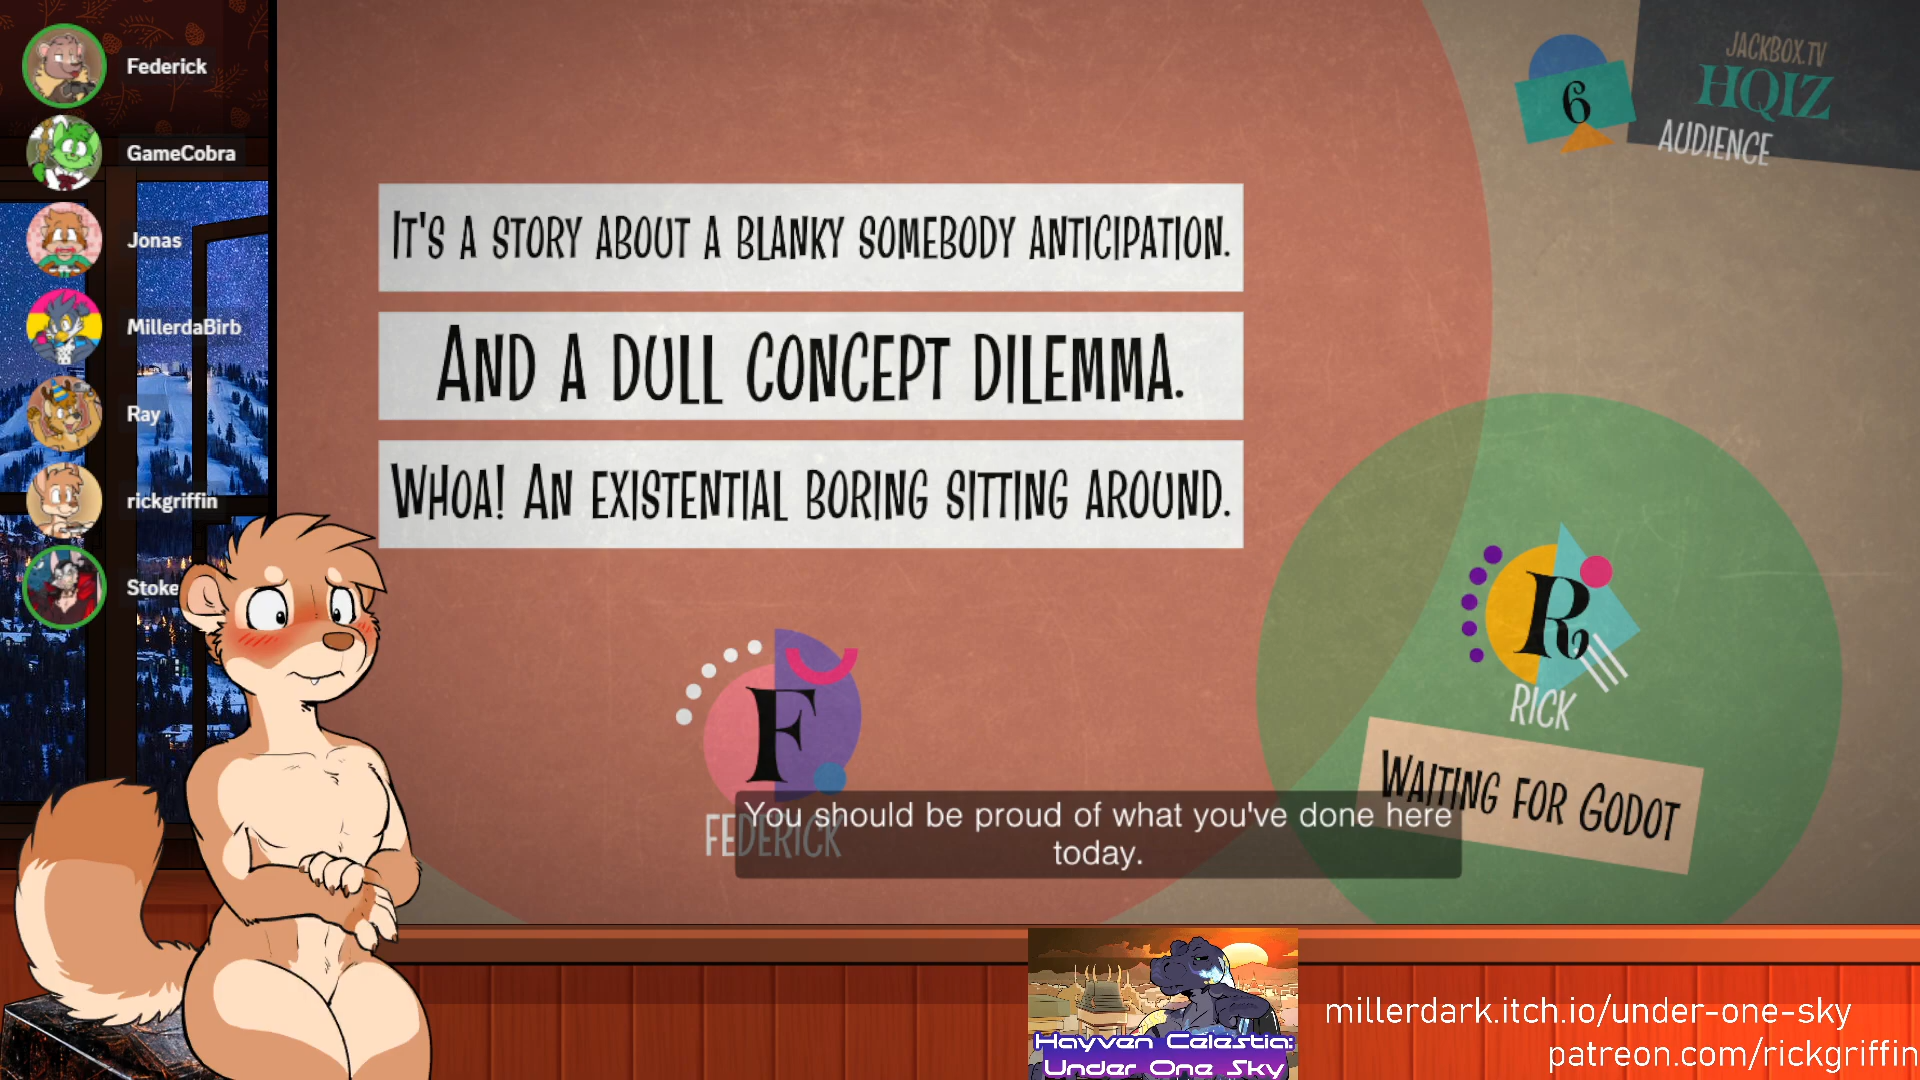 Federick
GameCobra
Jonas
MillerdaBirb
Ray
rickgriffin
Stoke
JACKBOX.TV
HQIZ
AUDIENCE
6
IT'S A STORY ABOUT A BLANKY SOMEBODY ANTICIPATION.
AND A DULL CONCEPT DILEMMA.
WHOA! AN EXISTENTIAL BORING SITTING AROUND.
F
FEDERICK
R
RICK
WAITING FOR GODOT
You should be proud of what you've done here
today.
Hayven Celestia:
Under One Sky
millerdark.itch.io/under-one-sky
patreon.com/rickgriffin